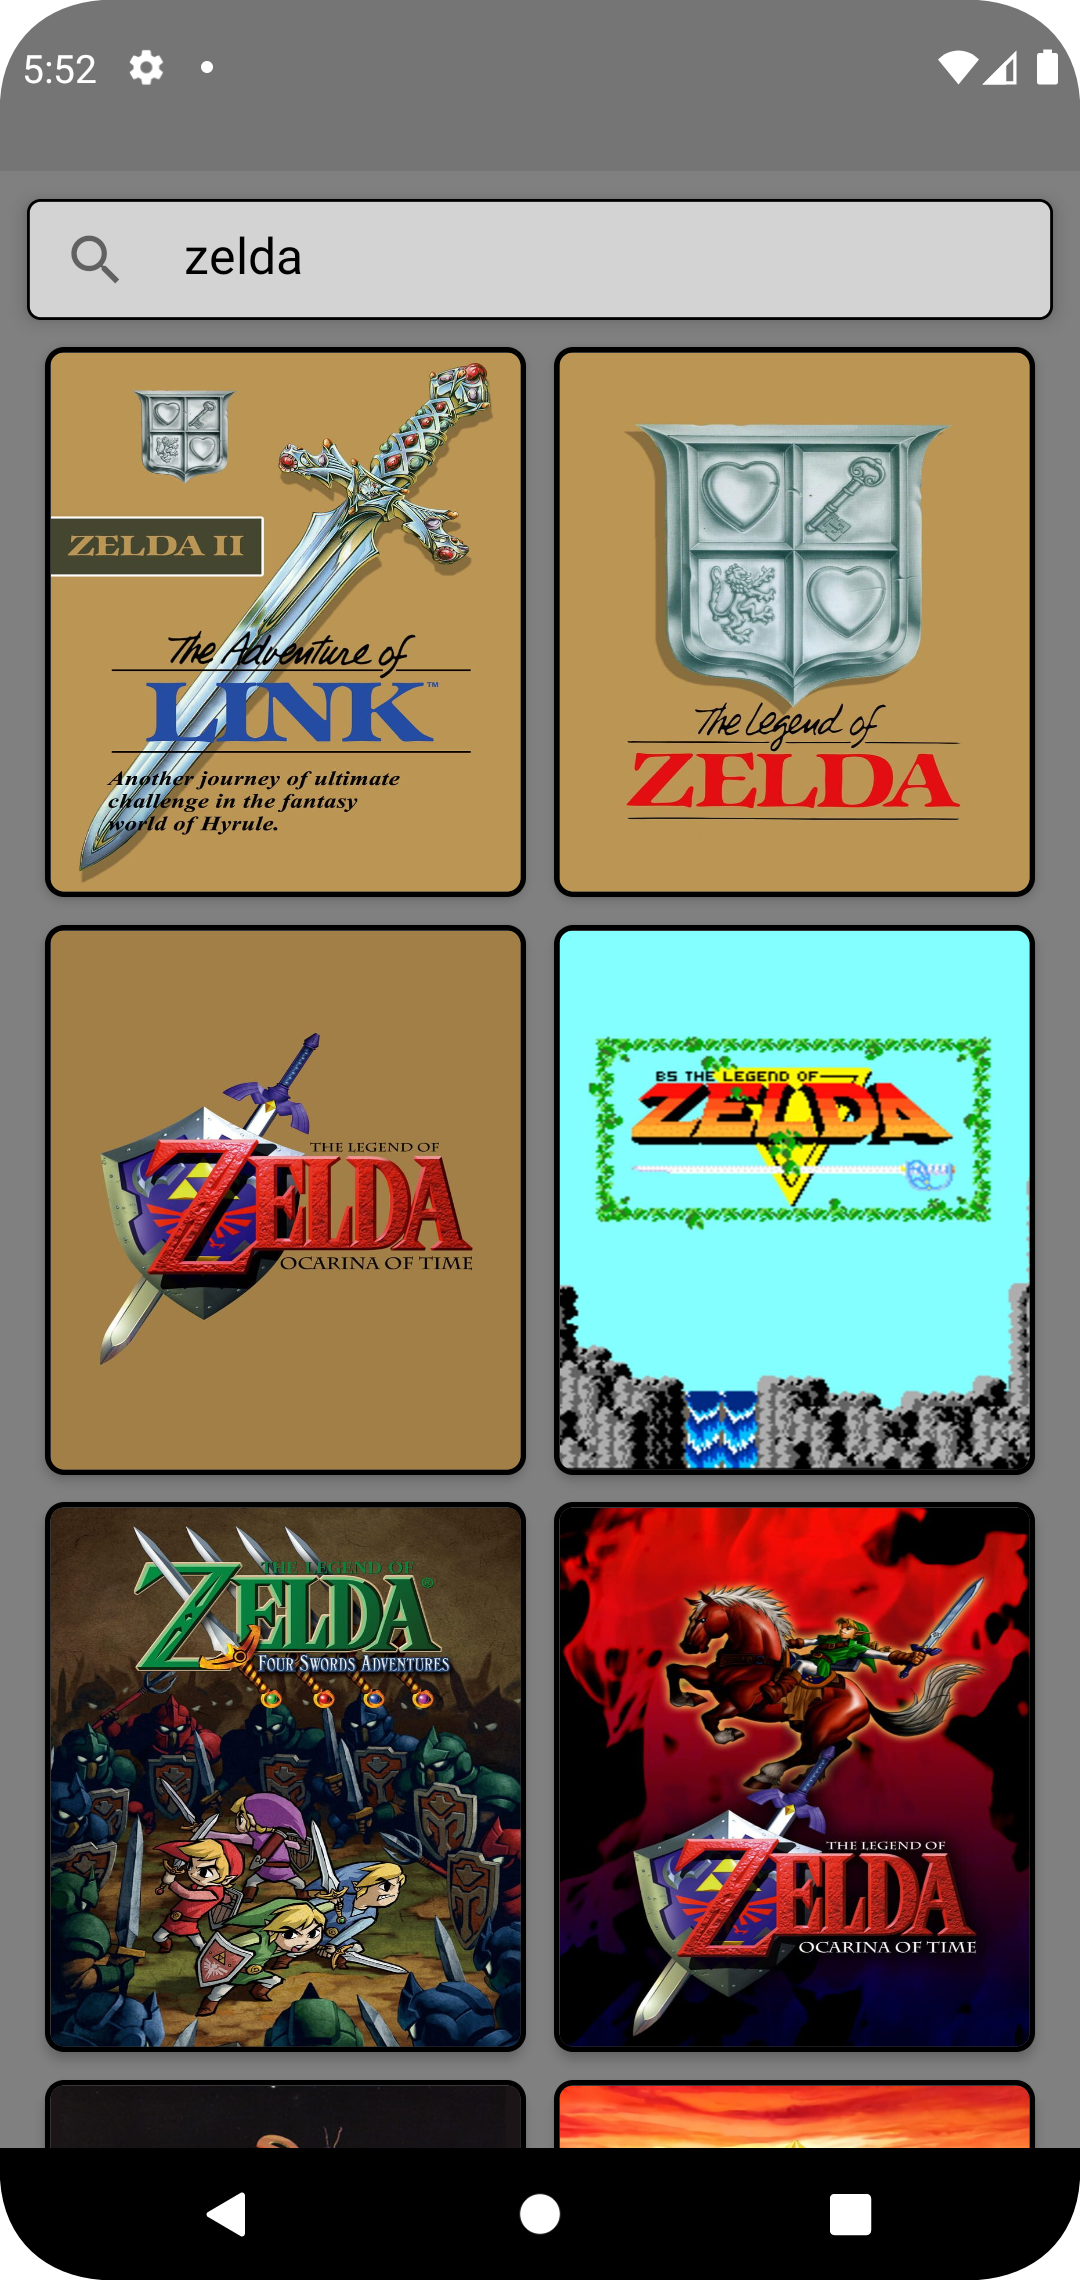 5:52
zelda
ZELDA II
The Adventure of
LINK™
Another journey of ultimate
challenge in the fantasy
world of Hyrule.
The Legend of
ZELDA
THE LEGEND OF
ZELDA
OCARINA OF TIME
BS THE LEGEND OF
ZELDA
THE LEGEND OF
ZELDA®
FOUR SWORDS ADVENTURES
THE LEGEND OF
ZELDA
OCARINA OF TIME